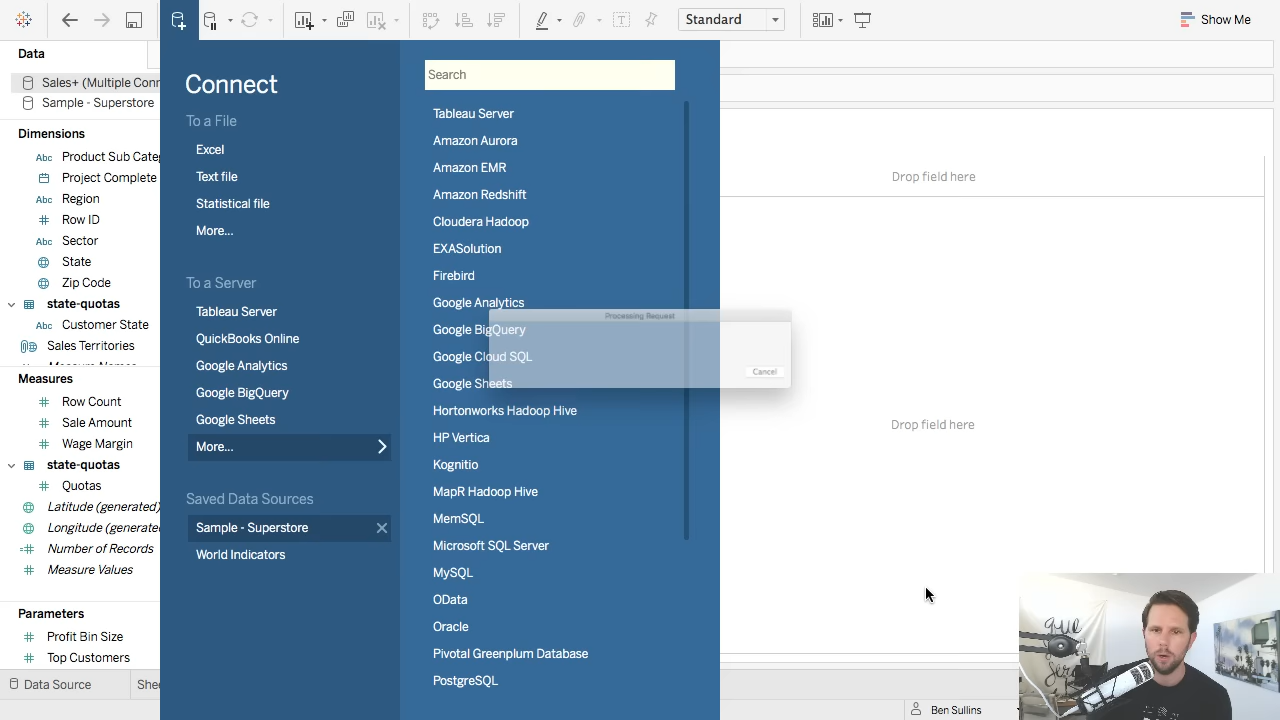 Standard
Show Me
Data
Sales+ (Multiple Conn
Sample - Superstore
Dimensions
Abc Product Sub Categ
Project Complete
Abc Region
Row ID
Abc Sector
State
Zip Code
state-quotas
Abc Customer State
Sales Territories
Measures
Row Count
Sale Amount
Wage Margin
state-quotas
Quotas
Latitude (generated)
Longitude (generate
Number of Records
Measure Values
Parameters
Profit Bin Size
Top Customers
Data Source
Shee
Connect
To a File
Excel
Text file
Statistical file
More...
To a Server
Tableau Server
QuickBooks Online
Google Analytics
Google BigQuery
Google Sheets
More...
Saved Data Sources
Sample - Superstore
World Indicators
Search
Tableau Server
Amazon Aurora
Amazon EMR
Amazon Redshift
Cloudera Hadoop
EXASolution
Firebird
Google Analytics
Google BigQuery
Google Cloud SQL
Google Sheets
Hortonworks Hadoop Hive
HP Vertica
Kognitio
MapR Hadoop Hive
MemSQL
Microsoft SQL Server
MySQL
OData
Oracle
Pivotal Greenplum Database
PostgreSQL
Processing Request
Cancel
Drop field here
Drop field here
Ben Sullins